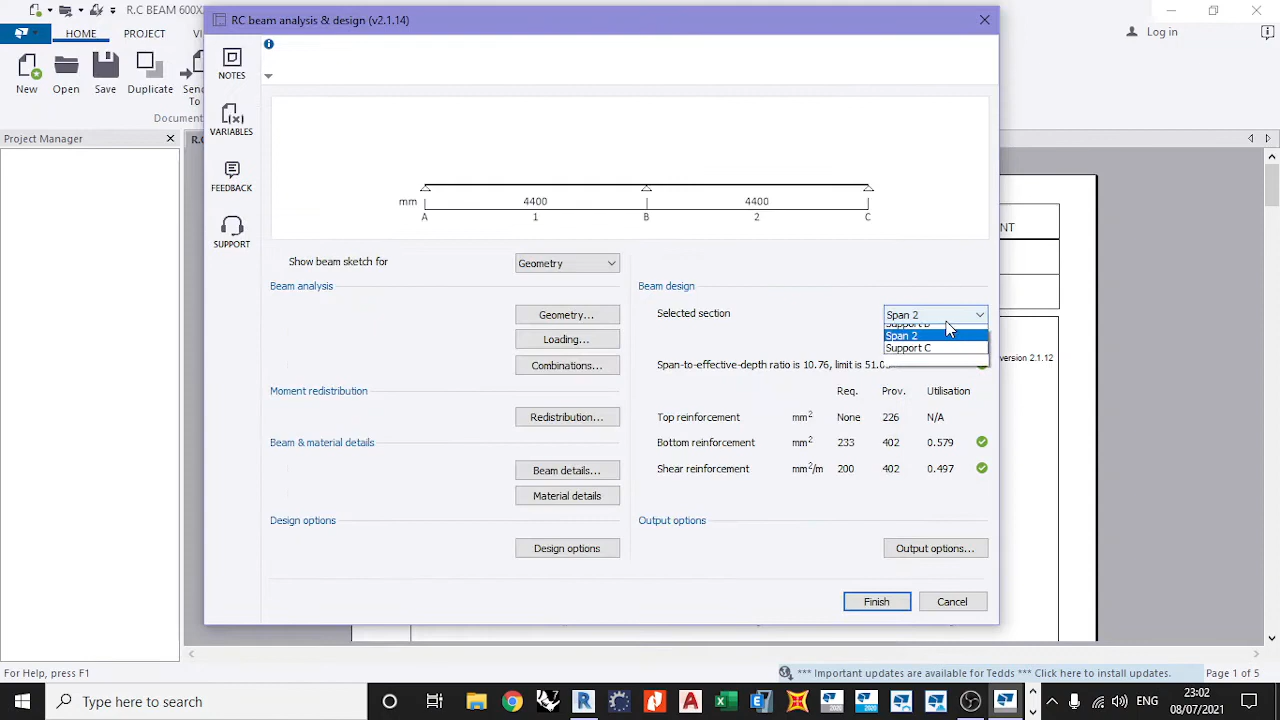 R.C BEAM 600X
RC beam analysis & design (v2.1.14)
HOME
PROJECT
Log in
New
Open
Save
Duplicate
To
NOTES
VARIABLES
FEEDBACK
SUPPORT
Project Manager
mm
4400
4400
A
1
B
2
C
Show beam sketch for
Geometry
Beam analysis
Geometry...
Loading...
Combinations...
Moment redistribution
Redistribution...
Beam & material details
Beam details...
Material details
Design options
Design options
Beam design
Selected section
Span 2
Span 2
Support C
Span-to-effective-depth ratio is 10.76, limit is
Req. Prov. Utilisation
Top reinforcement mm2 None 226 N/A
Bottom reinforcement mm2 233 402 0.579
Shear reinforcement mm2/m 200 402 0.497
Output options
Output options...
Finish
Cancel
version 2.1.12
For Help, press F1
*** Important updates are available for Tedds *** Click here to install updates.
Page 1 of 5
Type here to search
ENG
23:02
08/07/2021